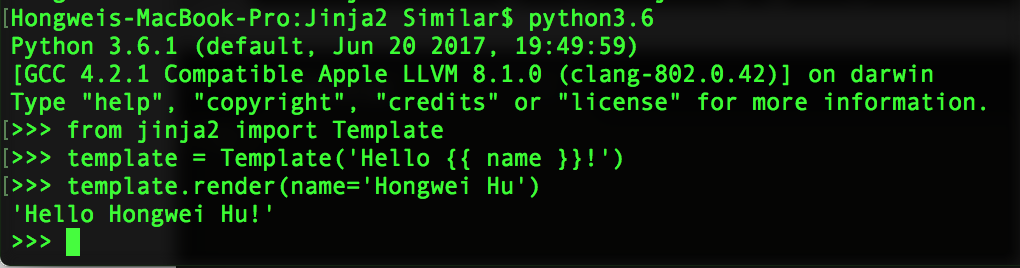 [Hongweis-MacBook-Pro:Jinja2 Similar$ python3.6
Python 3.6.1 (default, Jun 20 2017, 19:49:59)
[GCC 4.2.1 Compatible Apple LLVM 8.1.0 (clang-802.0.42)] on darwin
Type "help", "copyright", "credits" or "license" for more information.
[>>> from jinja2 import Template
[>>> template = Template('Hello {{ name }}!')
[>>> template.render(name='Hongwei Hu')
'Hello Hongwei Hu!'
>>>